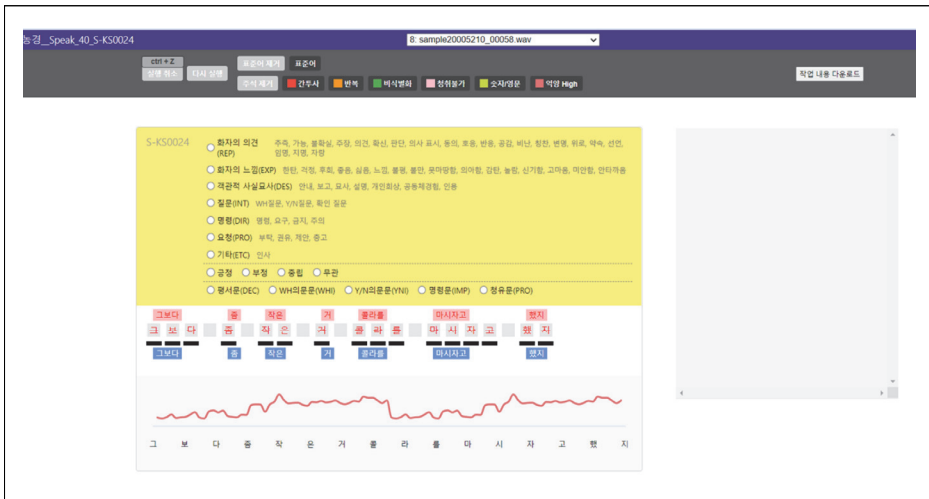 농경__Speak_40_S-KS0024
8: sample20005210_00058.wav
ctrl + Z
실행 취소 다시 실행 표준어 제거 표준어
주석 제거 간투사 반복 비식별화 청취불가 숫자/영문 억양 High
작업 내용 다운로드
S-KS0024
화자의 의견 (REP) 주측, 가능, 불확실, 주장, 의견, 확신, 판단, 의사 표시, 동의, 호응, 반응, 공감, 비난, 칭찬, 변명, 위로, 약속, 선언,
임명, 지명, 자랑
화자의 느낌(EXP) 한탄, 걱정, 후회, 좋음, 싫음, 느낌, 불평, 불만, 못마땅함, 의아함, 감탄, 놀람, 신기함, 고마움, 미안함, 안타까움
객관적 사실묘사(DES) 안내, 보고, 묘사, 설명, 개인회상, 공동체경험, 인용
질문(INT) WH질문, Y/N질문, 확인 질문
명령(DIR) 명령, 요구, 금지, 주의
요청(PRO) 부탁, 권유, 제안, 충고
기타(ETC) 인사
긍정 부정 중립 무관
평서문(DEC) WH의문문(WHI) Y/N의문문(YNI) 명령문(IMP) 청유문(PRO)
그보다 줌 작은 거 콜라를 마시자고 했지
그 보 다 줌 작 은 거 콜 라 를 마 시 자 고 했 지
그보다 줌 작은 거 콜라를 마시자고 했지
그 보 다 줌 작 은 거 콜 라 를 마 시 자 고 했 지